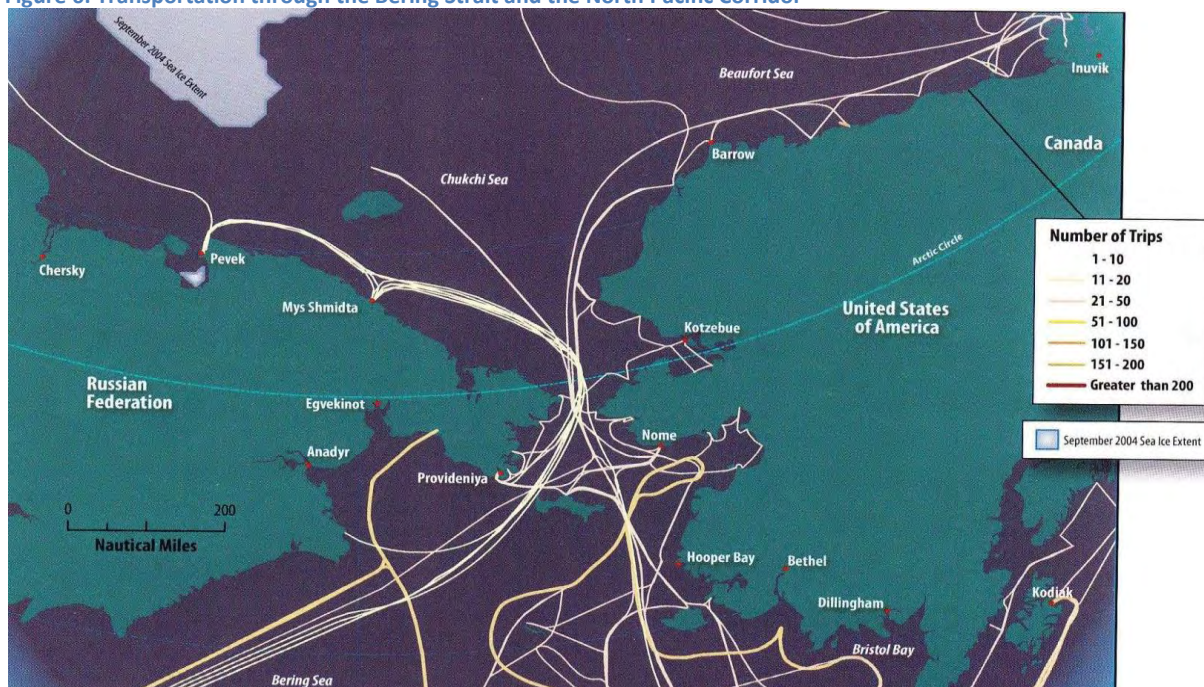 Figure 6: Transportation through the Bering Strait and the North Pacific Corridor
September 2004 Sea Ice Extent
Beaufort Sea
Inuvik
Canada
Barrow
Chukchi Sea
Pevek
Chersky
Mys Shmidta
Arctic Circle
United States
of America
Kotzebue
Russian
Federation
Egvekinot
Anadyr
Nome
Provideniya
0 200
Nautical Miles
Hooper Bay
Bethel
Dillingham
Kodiak
Bristol Bay
Bering Sea
Number of Trips
1 - 10
11 - 20
21 - 50
51 - 100
101 - 150
151 - 200
Greater than 200
September 2004 Sea Ice Extent